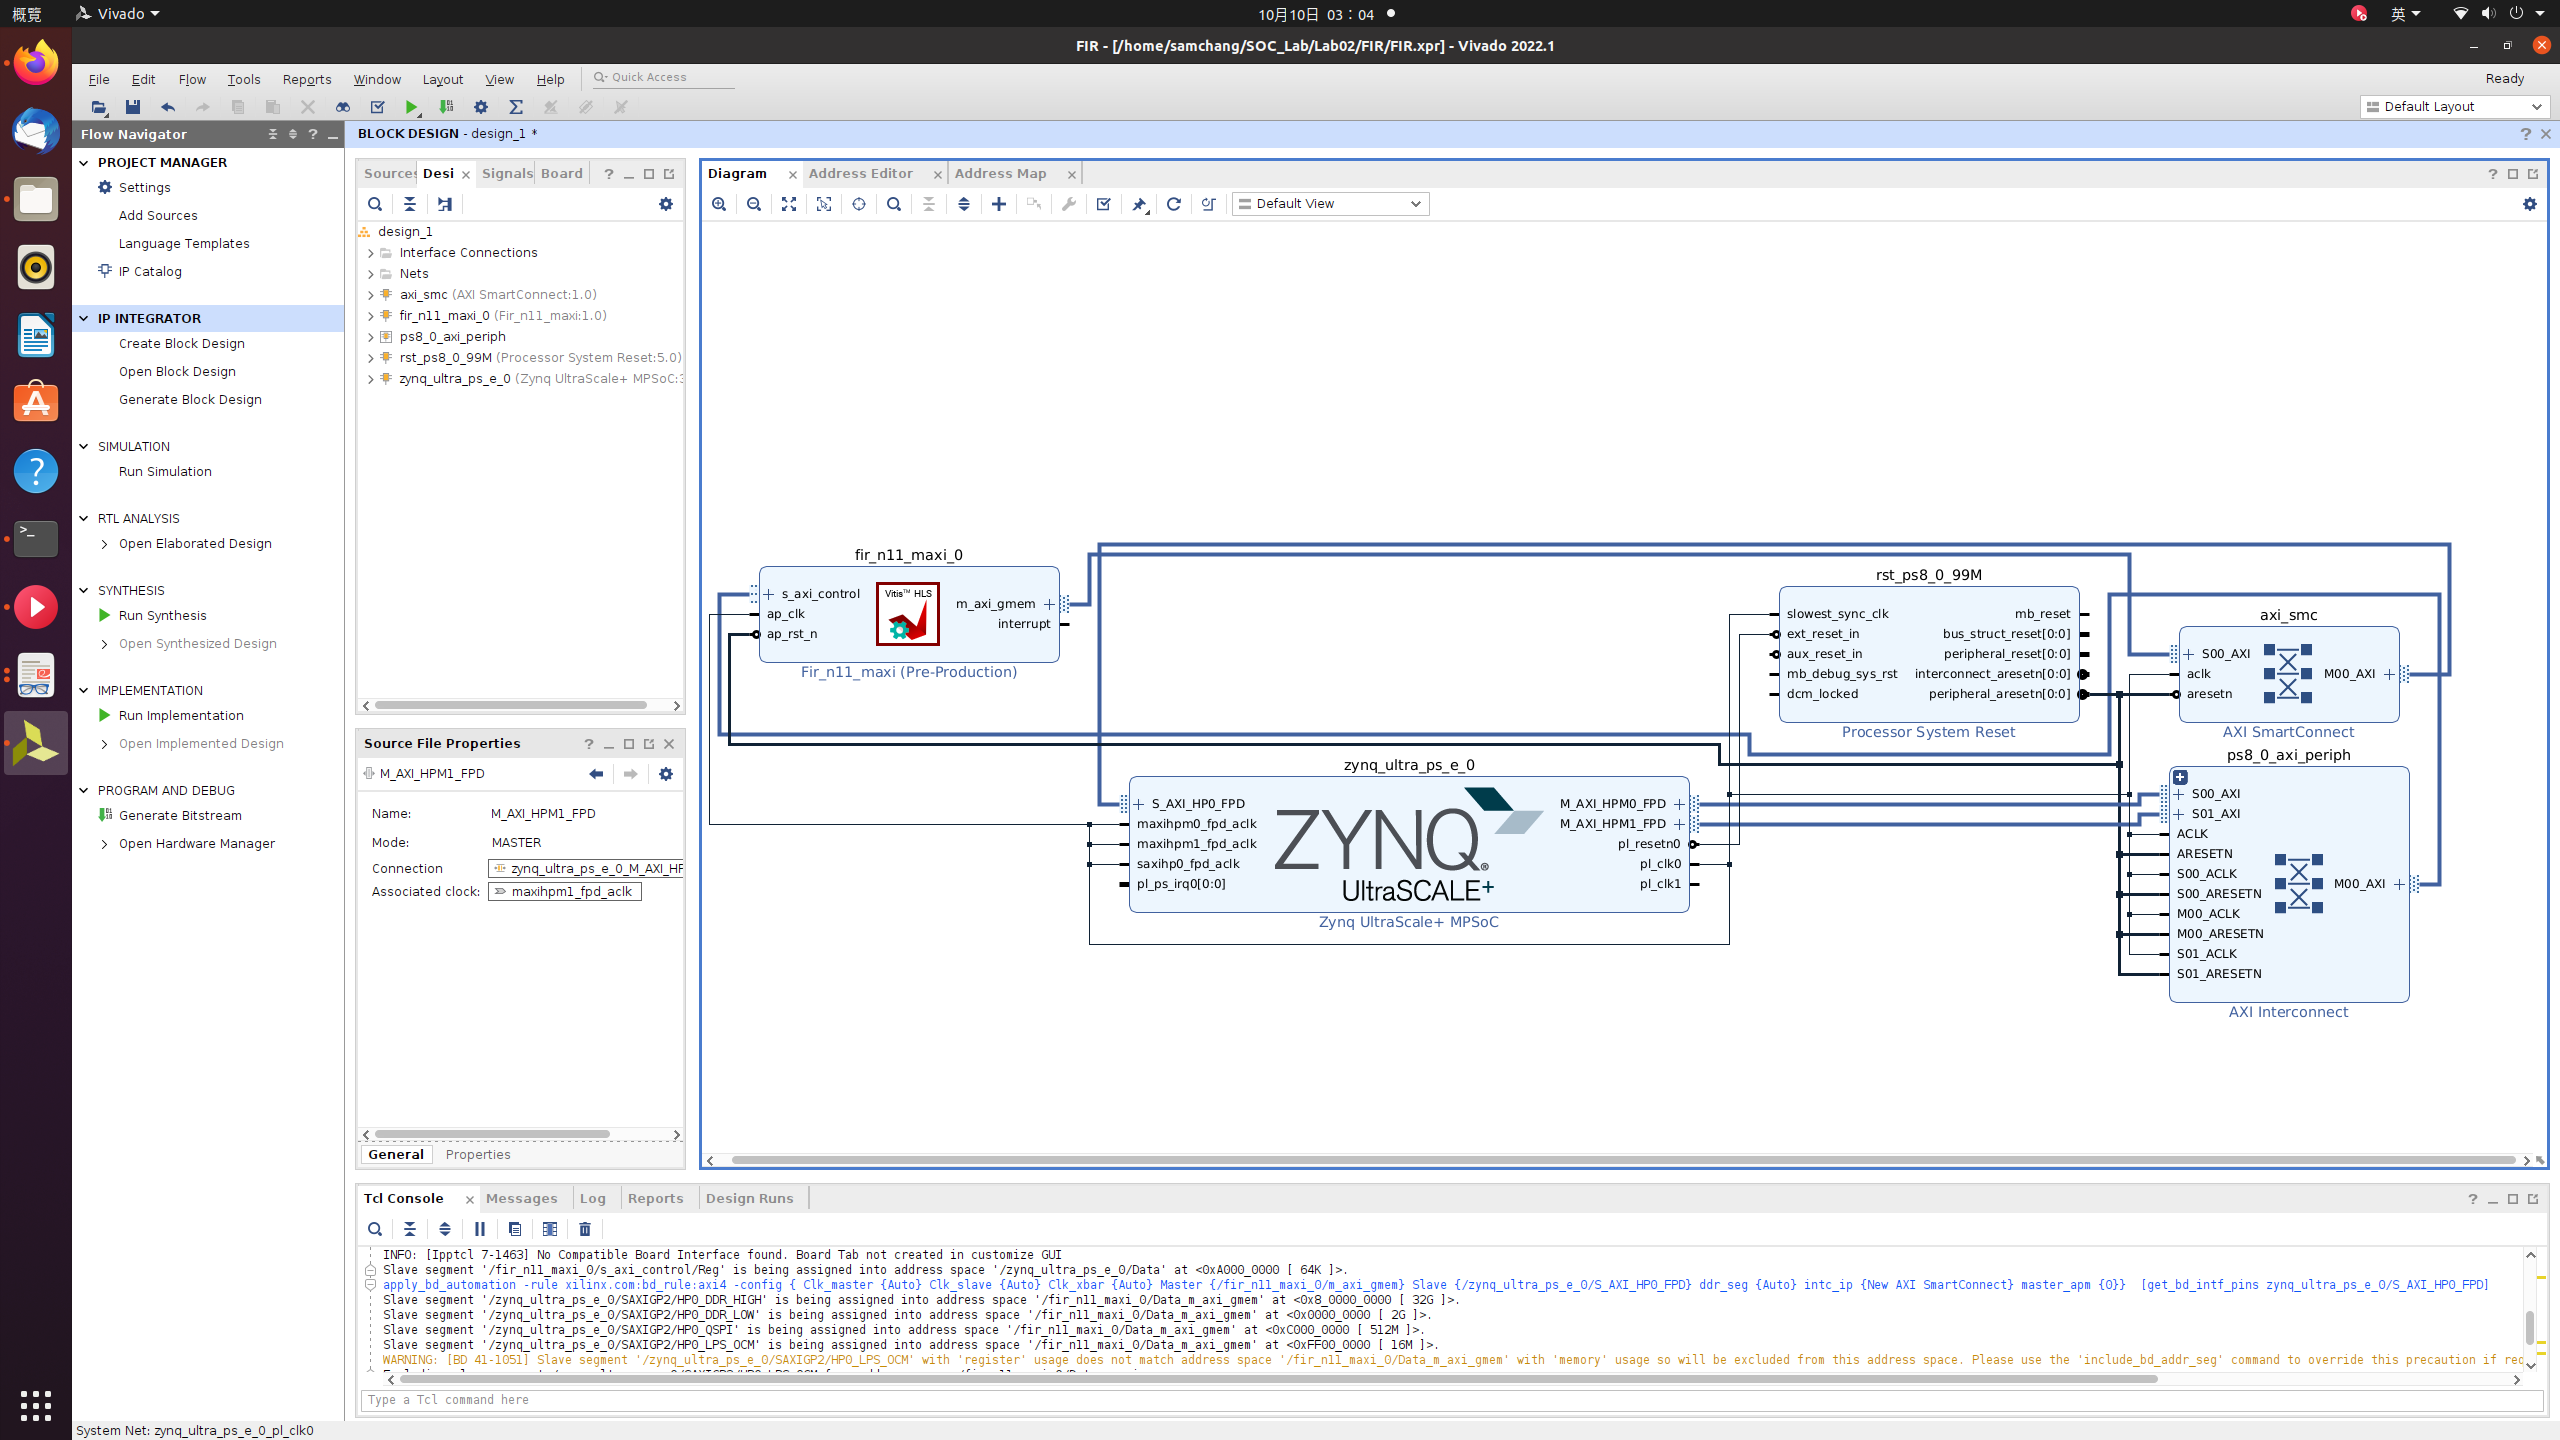 概覽
Vivado
10月10日 03：04
英
FIR - [/home/samchang/SOC_Lab/Lab02/FIR/FIR.xpr] - Vivado 2022.1
File Edit Flow Tools Reports Window Layout View Help
Quick Access
Ready
Default Layout
Flow Navigator
PROJECT MANAGER
Settings
Add Sources
Language Templates
IP Catalog
IP INTEGRATOR
Create Block Design
Open Block Design
Generate Block Design
SIMULATION
Run Simulation
RTL ANALYSIS
Open Elaborated Design
SYNTHESIS
Run Synthesis
Open Synthesized Design
IMPLEMENTATION
Run Implementation
Open Implemented Design
PROGRAM AND DEBUG
Generate Bitstream
Open Hardware Manager
BLOCK DESIGN - design_1 *
Sources Desi Signals Board
design_1
Interface Connections
Nets
axi_smc (AXI SmartConnect:1.0)
fir_n11_maxi_0 (Fir_n11_maxi:1.0)
ps8_0_axi_periph
rst_ps8_0_99M (Processor System Reset:5.0)
zynq_ultra_ps_e_0 (Zynq UltraScale+ MPSoC:3
Source File Properties
M_AXI_HPM1_FPD
Name: M_AXI_HPM1_FPD
Mode: MASTER
Connection zynq_ultra_ps_e_0_M_AXI_HP
Associated clock: maxihpm1_fpd_aclk
General Properties
Diagram Address Editor Address Map
Default View
fir_n11_maxi_0
s_axi_control
ap_clk
ap_rst_n
Vitis™ HLS
m_axi_gmem
interrupt
Fir_n11_maxi (Pre-Production)
rst_ps8_0_99M
slowest_sync_clk
ext_reset_in
aux_reset_in
mb_debug_sys_rst
dcm_locked
mb_reset
bus_struct_reset[0:0]
peripheral_reset[0:0]
interconnect_aresetn[0:0]
peripheral_aresetn[0:0]
Processor System Reset
axi_smc
S00_AXI
aclk
aresetn
M00_AXI
AXI SmartConnect
zynq_ultra_ps_e_0
S_AXI_HP0_FPD
maxihpm0_fpd_aclk
maxihpm1_fpd_aclk
saxihp0_fpd_aclk
pl_ps_irq0[0:0]
ZYNQ®
UltraSCALE+
M_AXI_HPM0_FPD
M_AXI_HPM1_FPD
pl_resetn0
pl_clk0
pl_clk1
Zynq UltraScale+ MPSoC
ps8_0_axi_periph
S00_AXI
S01_AXI
ACLK
ARESETN
S00_ACLK
S00_ARESETN
M00_ACLK
M00_ARESETN
S01_ACLK
S01_ARESETN
M00_AXI
AXI Interconnect
Tcl Console Messages Log Reports Design Runs
INFO: [Ipptcl 7-1463] No Compatible Board Interface found. Board Tab not created in customize GUI
Slave segment '/fir_n11_maxi_0/s_axi_control/Reg' is being assigned into address space '/zynq_ultra_ps_e_0/Data' at <0xA000_0000 [ 64K ]>.
apply_bd_automation -rule xilinx.com:bd_rule:axi4 -config { Clk_master {Auto} Clk_slave {Auto} Clk_xbar {Auto} Master {/fir_n11_maxi_0/m_axi_gmem} Slave {/zynq_ultra_ps_e_0/S_AXI_HP0_FPD} ddr_seg {Auto} intc_ip {New AXI SmartConnect} master_apm {0}} [get_bd_intf_pins zynq_ultra_ps_e_0/S_AXI_HP0_FPD]
Slave segment '/zynq_ultra_ps_e_0/SAXIGP2/HP0_DDR_HIGH' is being assigned into address space '/fir_n11_maxi_0/Data_m_axi_gmem' at <0x8_0000_0000 [ 32G ]>.
Slave segment '/zynq_ultra_ps_e_0/SAXIGP2/HP0_DDR_LOW' is being assigned into address space '/fir_n11_maxi_0/Data_m_axi_gmem' at <0x0000_0000 [ 2G ]>.
Slave segment '/zynq_ultra_ps_e_0/SAXIGP2/HP0_QSPI' is being assigned into address space '/fir_n11_maxi_0/Data_m_axi_gmem' at <0xC000_0000 [ 512M ]>.
Slave segment '/zynq_ultra_ps_e_0/SAXIGP2/HP0_LPS_OCM' is being assigned into address space '/fir_n11_maxi_0/Data_m_axi_gmem' at <0xFF00_0000 [ 16M ]>.
WARNING: [BD 41-1051] Slave segment '/zynq_ultra_ps_e_0/SAXIGP2/HP0_LPS_OCM' with 'register' usage does not match address space '/fir_n11_maxi_0/Data_m_axi_gmem' with 'memory' usage so will be excluded from this address space. Please use the 'include_bd_addr_seg' command to override this precaution if req
Type a Tcl command here
System Net: zynq_ultra_ps_e_0_pl_clk0